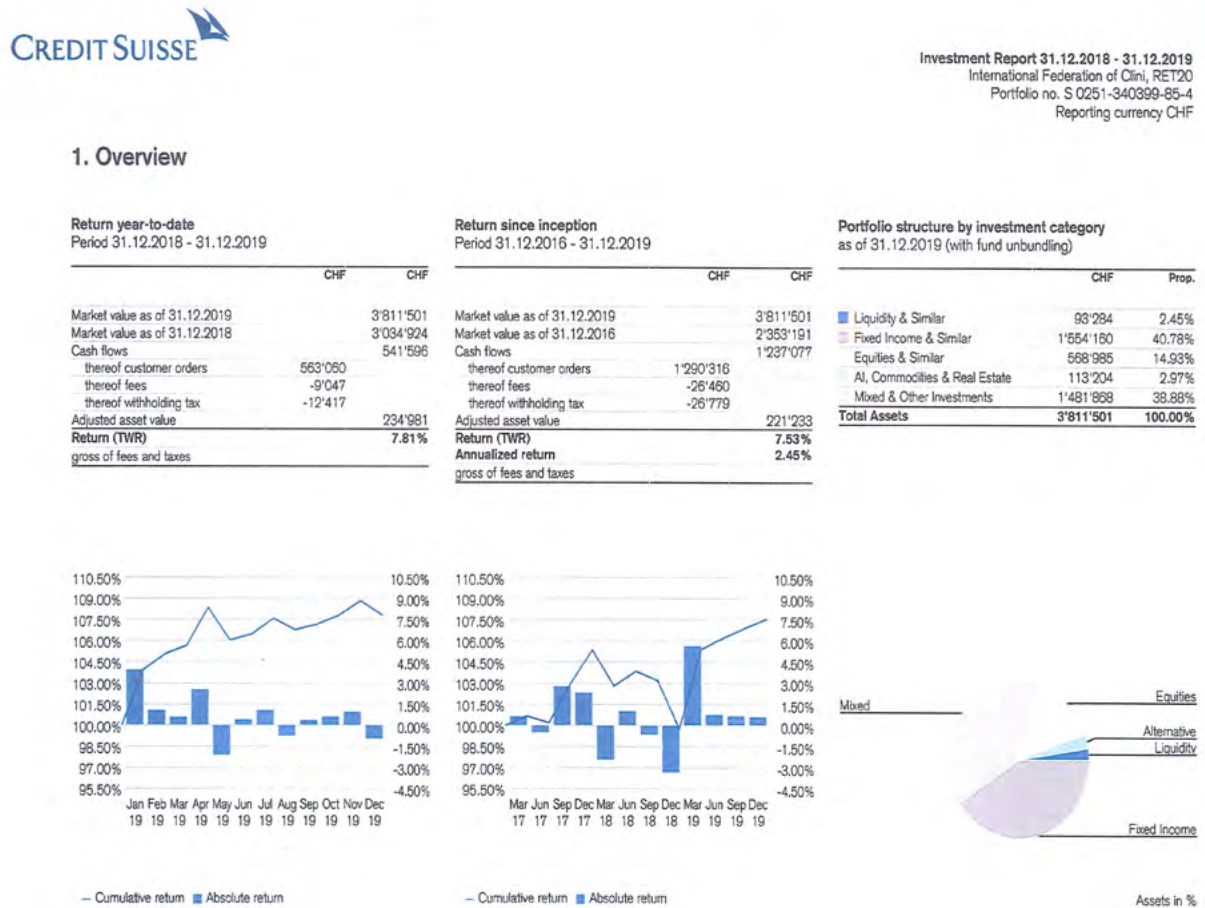 CREDIT SUISSE
Investment Report 31.12.2018 - 31.12.2019
International Federation of Clini, RET20
Portfolio no. S 0251-340399-85-4
Reporting currency CHF
1. Overview
Return year-to-date
Period 31.12.2018 - 31.12.2019
CHF CHF
Market value as of 31.12.2019 3'811'501
Market value as of 31.12.2018 3'034'924
Cash flows 541'596
thereof customer orders 563'060
thereof fees -9'047
thereof withholding tax -12'417
Adjusted asset value 234'981
Return (TWR) 7.81%
gross of fees and taxes
Return since inception
Period 31.12.2016 - 31.12.2019
CHF CHF
Market value as of 31.12.2019 3'811'501
Market value as of 31.12.2016 2'353'191
Cash flows 1'237'077
thereof customer orders 1'290'316
thereof fees -26'460
thereof withholding tax -26'779
Adjusted asset value 221'233
Return (TWR) 7.53%
Annualized return 2.45%
gross of fees and taxes
Portfolio structure by investment category
as of 31.12.2019 (with fund unbundling)
CHF Prop.
Liquidity & Similar 93'284 2.45%
Fixed Income & Similar 1'554'160 40.78%
Equities & Similar 568'985 14.93%
AI, Commodities & Real Estate 113'204 2.97%
Mixed & Other Investments 1'481'868 38.88%
Total Assets 3'811'501 100.00%
110.50% 10.50%
109.00% 9.00%
107.50% 7.50%
106.00% 6.00%
104.50% 4.50%
103.00% 3.00%
101.50% 1.50%
100.00% 0.00%
98.50% -1.50%
97.00% -3.00%
95.50% -4.50%
Jan Feb Mar Apr May Jun Jul Aug Sep Oct Nov Dec
19 19 19 19 19 19 19 19 19 19 19 19
— Cumulative return Absolute return
110.50% 10.50%
109.00% 9.00%
107.50% 7.50%
106.00% 6.00%
104.50% 4.50%
103.00% 3.00%
101.50% 1.50%
100.00% 0.00%
98.50% -1.50%
97.00% -3.00%
95.50% -4.50%
Mar Jun Sep Dec Mar Jun Sep Dec Mar Jun Sep Dec
17 17 17 17 18 18 18 18 19 19 19 19
— Cumulative return Absolute return
Mixed
Equities
Alternative
Liquidity
Fixed Income
Assets in %